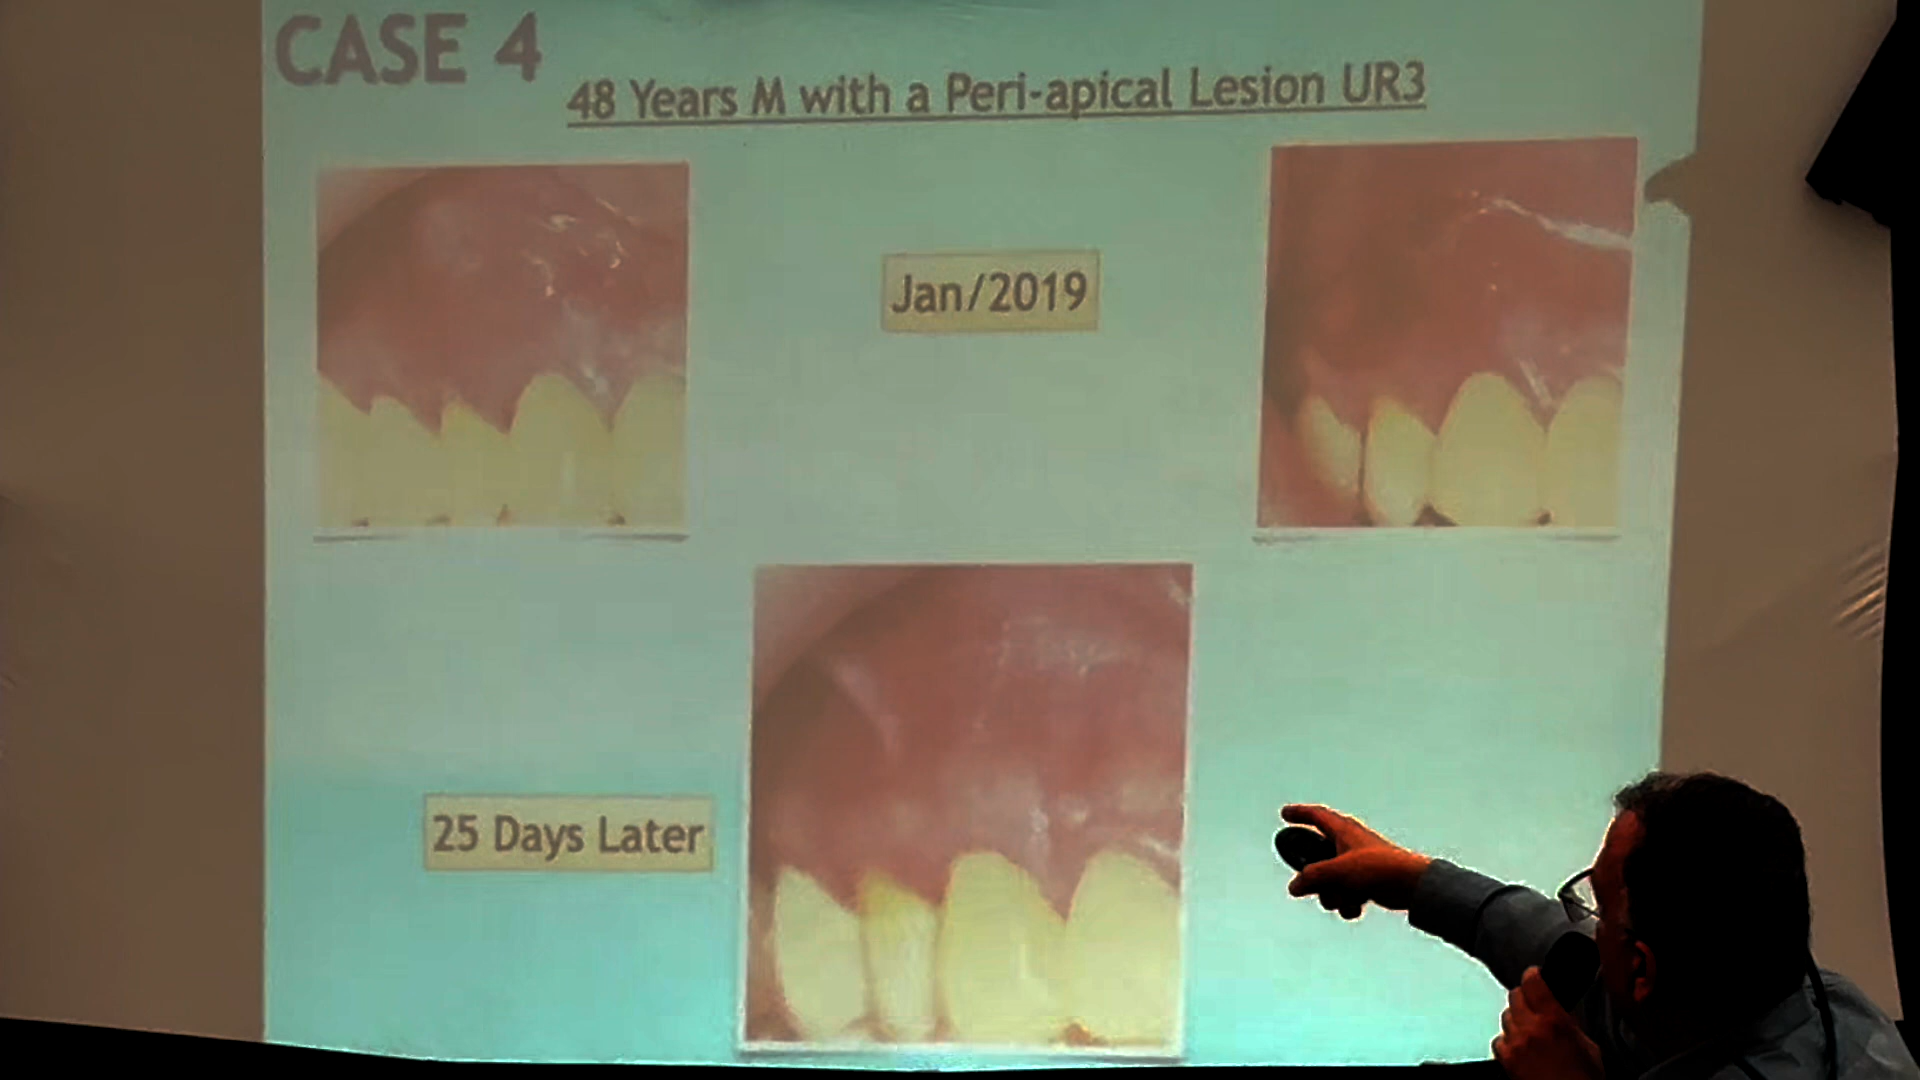 CASE 4
48 Years M with a Peri-apical Lesion UR3
Jan/2019
25 Days Later